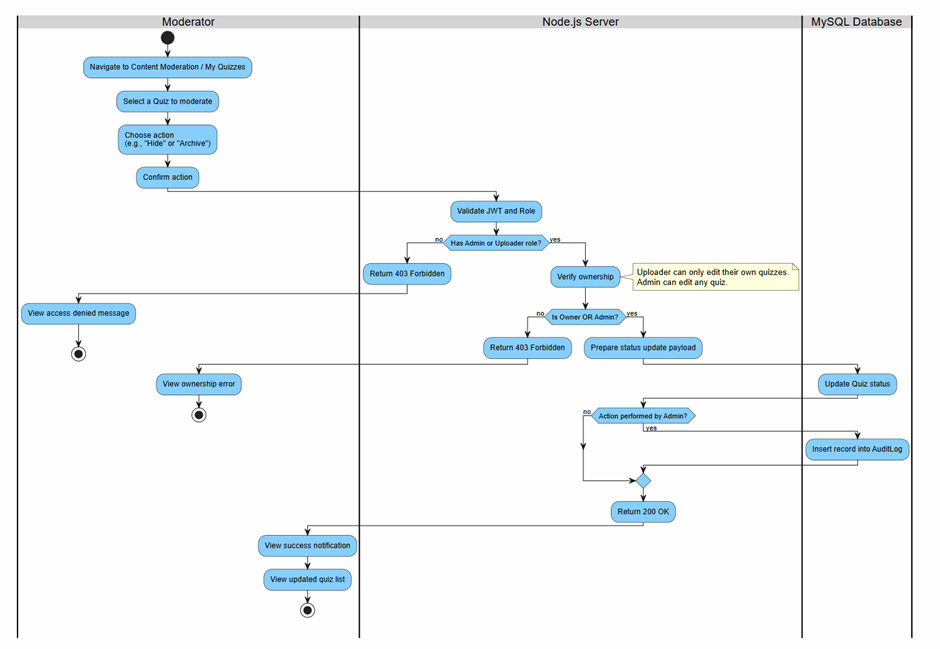 Moderator
Node.js Server
MySQL Database
Navigate to Content Moderation / My Quizzes
Select a Quiz to moderate
Choose action
(e.g., "Hide" or "Archive")
Confirm action
Validate JWT and Role
no
Has Admin or Uploader role?
yes
Return 403 Forbidden
Verify ownership
Uploader can only edit their own quizzes.
Admin can edit any quiz.
View access denied message
no
Is Owner OR Admin?
yes
Return 403 Forbidden
Prepare status update payload
View ownership error
Update Quiz status
no
Action performed by Admin?
yes
Insert record into AuditLog
Return 200 OK
View success notification
View updated quiz list